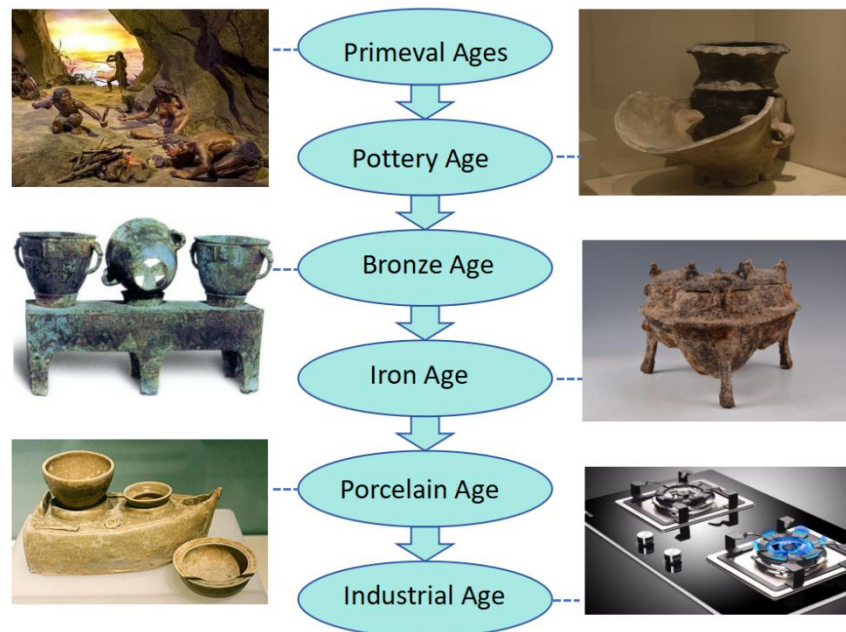 Primeval Ages
Pottery Age
Bronze Age
Iron Age
Porcelain Age
Industrial Age